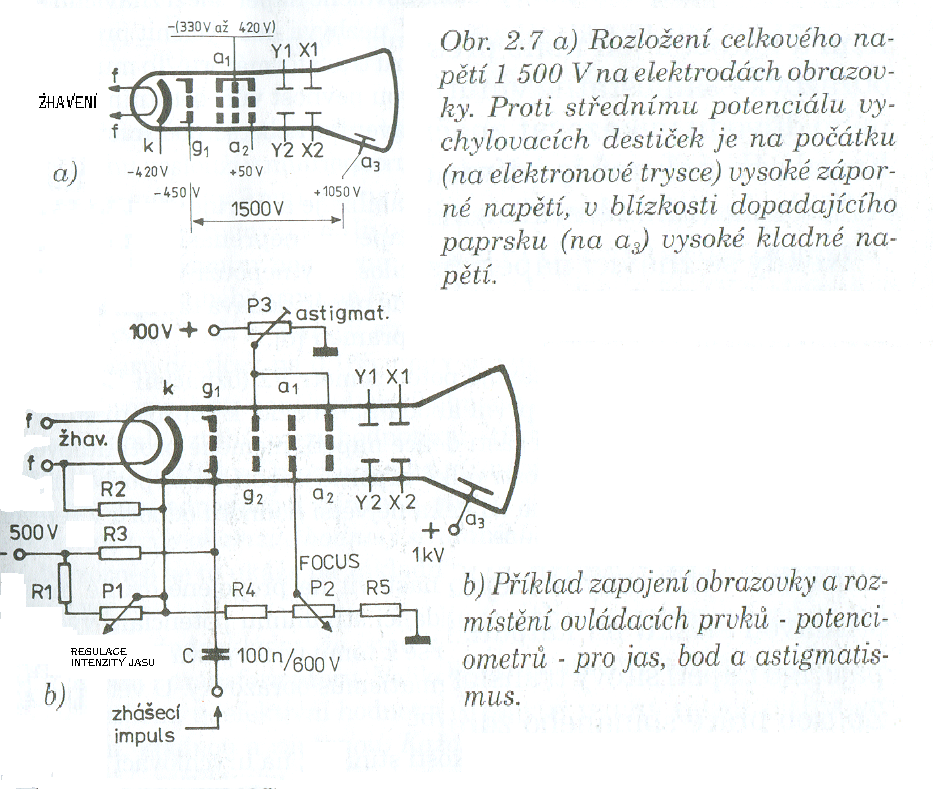 -(330V až 420V)
a1 Y1 X1
f
ŽHAVENÍ
f
k g1 a2 Y2 X2 a3
a) -420V +50V
-450V +1050V
1500V
Obr. 2.7 a) Rozložení celkového na-
pětí 1 500 V na elektrodách obrazov-
ky. Proti střednímu potenciálu vy-
chylovacích destiček je na počátku
(na elektronové trysce) vysoké zápor-
né napětí, v blízkosti dopadajícího
paprsku (na a3) vysoké kladné na-
pětí.
P3
astigmat.
100V +
k g1 a1 Y1 X1
f
žhav.
f
g2 a2 Y2 X2
R2 a3
+
1kV
500V R3
-
FOCUS
R1 P1 R4 P2 R5
REGULACE
INTENZITY JASU
C 100n/600V
b)
zhášecí
impuls
b) Příklad zapojení obrazovky a roz-
místění ovládacích prvků - potenci-
ometrů - pro jas, bod a astigmatis-
mus.